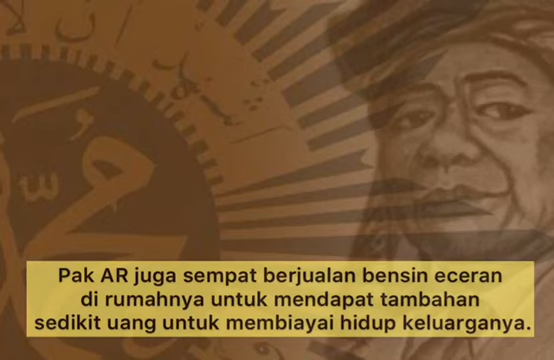 Pak AR juga sempat berjualan bensin eceran
di rumahnya untuk mendapat tambahan
sedikit uang untuk membiayai hidup keluarganya.